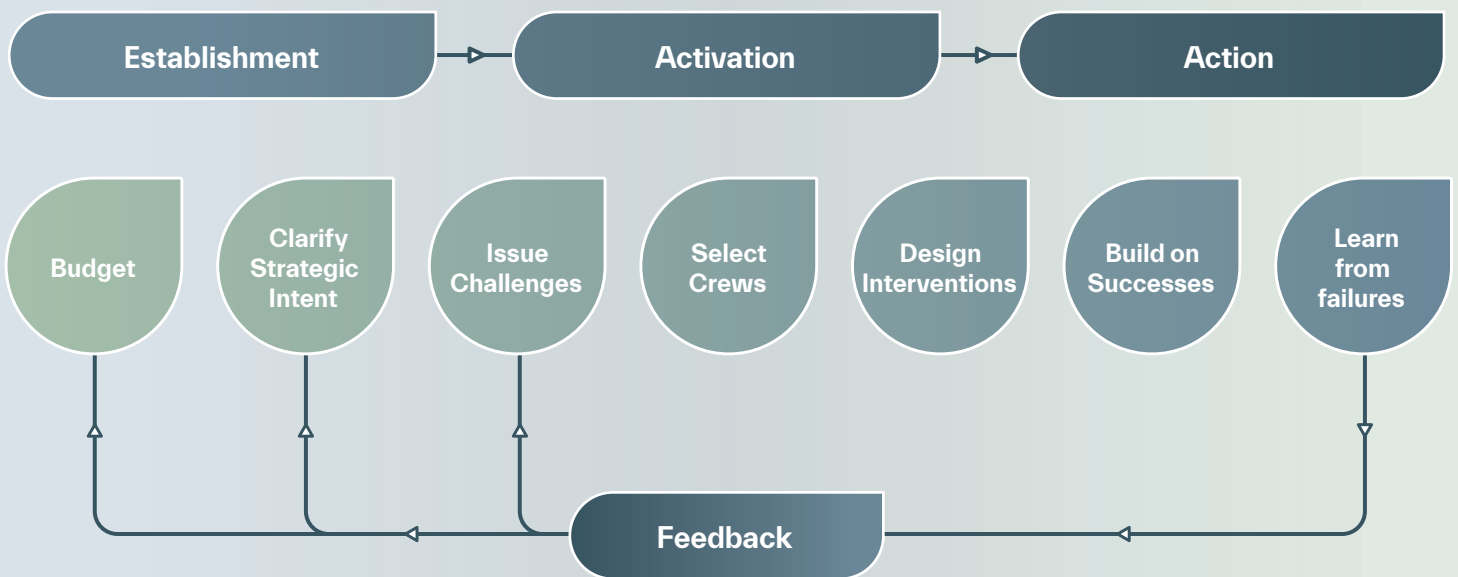 Establishment
Activation
Action
Budget
Clarify
Strategic
Intent
Issue
Challenges
Select
Crews
Design
Interventions
Build on
Successes
Learn
from
failures
Feedback